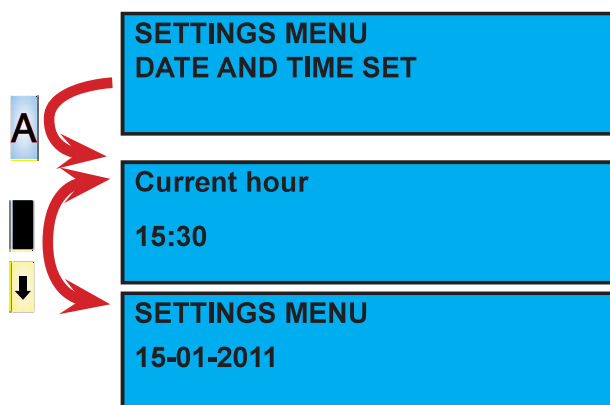 SETTINGS MENU
DATE AND TIME SET
A
Current hour
15:30
SETTINGS MENU
15-01-2011